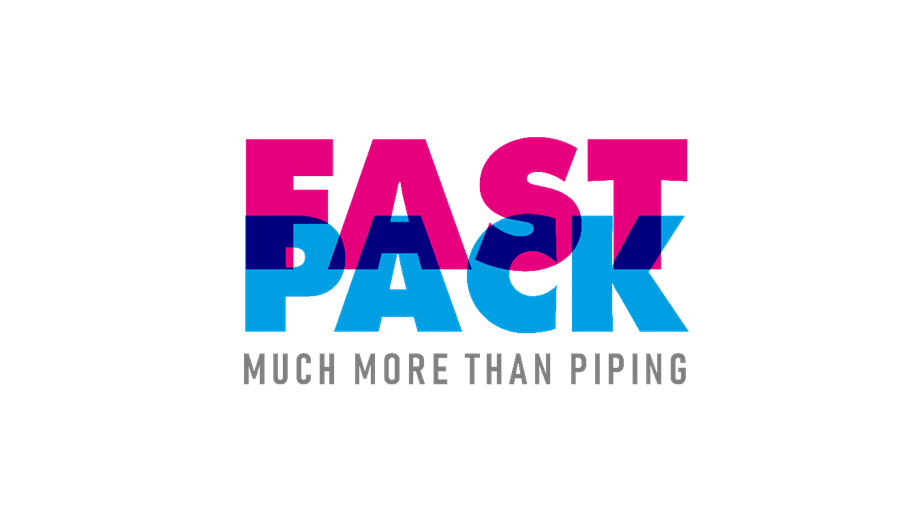 FAST
PACK
MUCH MORE THAN PIPING